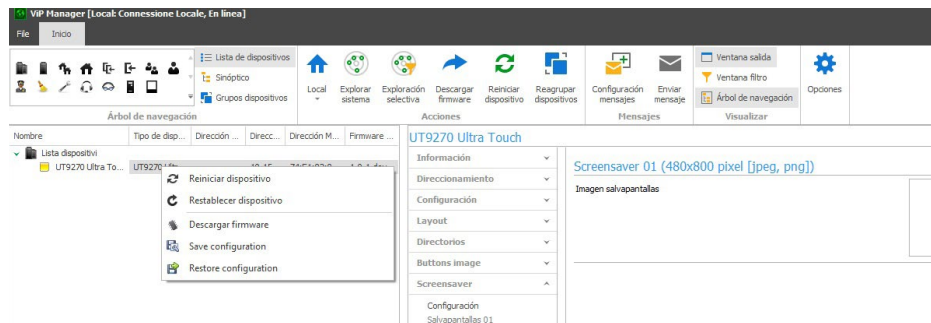 ViP Manager [Local: Connessione Locale, En línea]
File Inicio
Lista de dispositivos
Sinóptico
Grupos dispositivos
Árbol de navegación
Local
Explorar sistema
Exploración selectiva
Descargar firmware
Reiniciar dispositivo
Reagrupar dispositivos
Acciones
Configuración mensajes
Enviar mensaje
Mensajes
Ventana salida
Ventana filtro
Árbol de navegación
Visualizar
Opciones
Nombre Tipo de disp... Dirección ... Direcc... Dirección M... Firmware ...
Lista dispositivi
UT9270 Ultra To...
Reiniciar dispositivo
Restablecer dispositivo
Descargar firmware
Save configuration
Restore configuration
UT9270 Ultra Touch
Información
Direccionamiento
Configuración
Layout
Directorios
Buttons image
Screensaver
Configuración
Salvapantallas 01
Screensaver 01 (480x800 pixel [jpeg, png])
Imagen salvapantallas